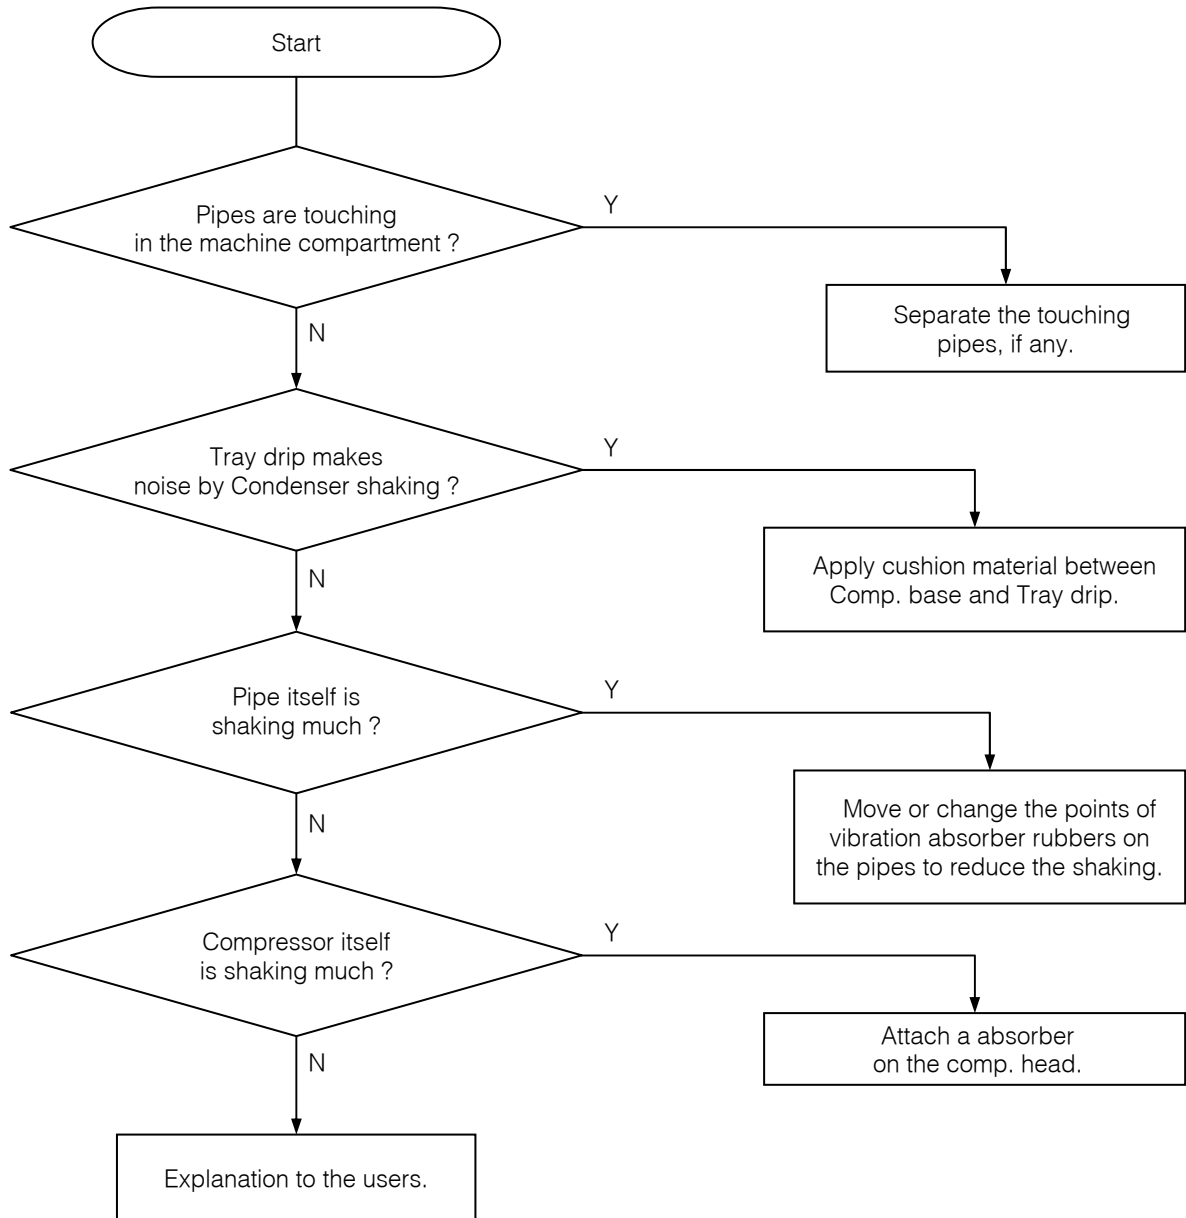 Start
Pipes are touching
in the machine compartment ?
Y
Separate the touching
pipes, if any.
N
Tray drip makes
noise by Condenser shaking ?
Y
Apply cushion material between
Comp. base and Tray drip.
N
Pipe itself is
shaking much ?
Y
Move or change the points of
vibration absorber rubbers on
the pipes to reduce the shaking.
N
Compressor itself
is shaking much ?
Y
Attach a absorber
on the comp. head.
N
Explanation to the users.